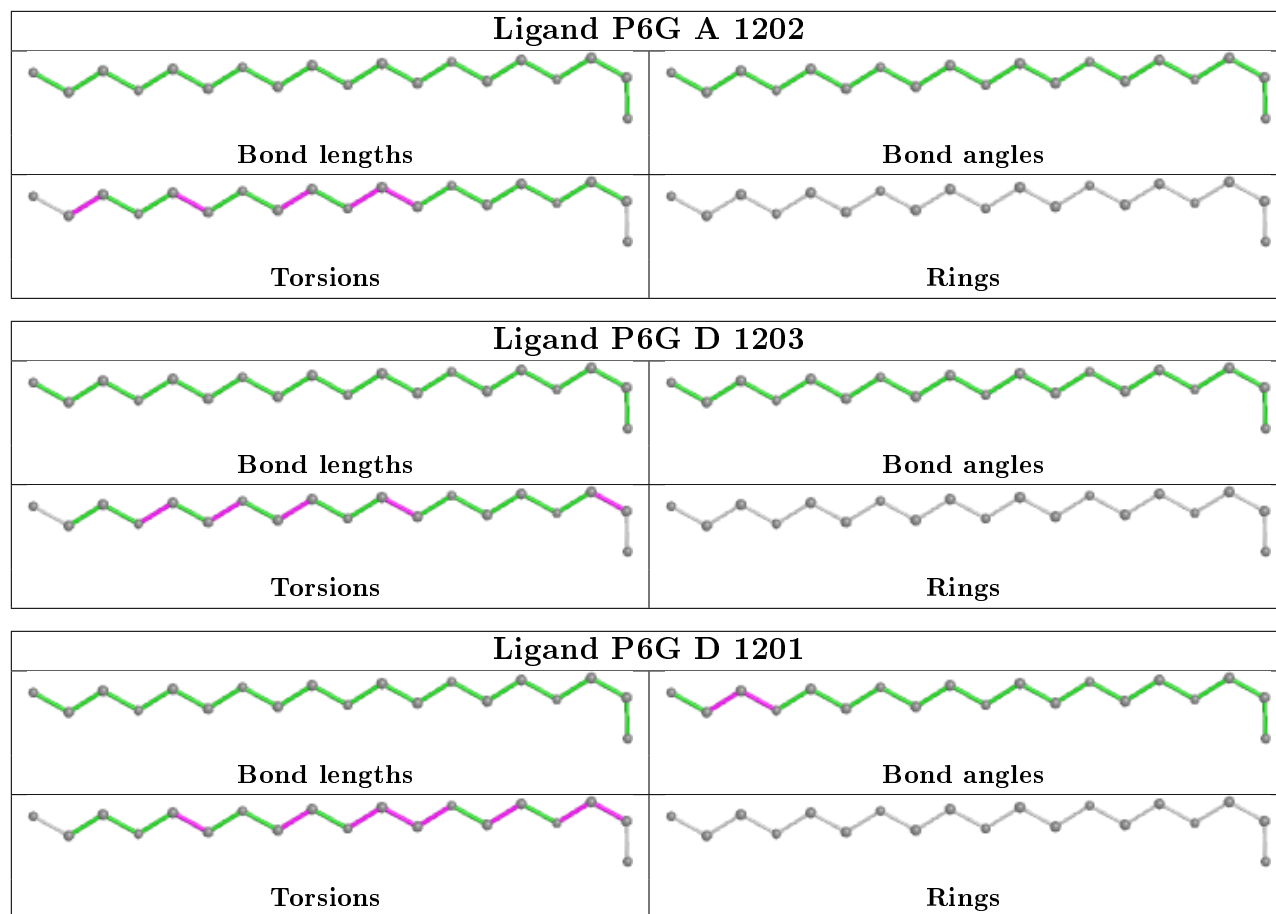 Ligand P6G A 1202
Bond lengths Bond angles
Torsions Rings
Ligand P6G D 1203
Bond lengths Bond angles
Torsions Rings
Ligand P6G D 1201
Bond lengths Bond angles
Torsions Rings